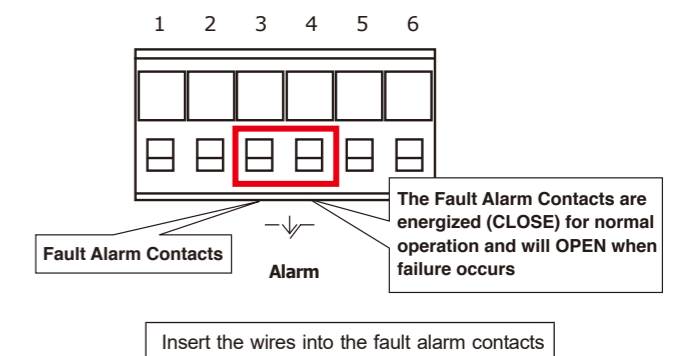 1 2 3 4 5 6
The Fault Alarm Contacts are
energized (CLOSE) for normal
operation and will OPEN when
failure occurs
Fault Alarm Contacts
Alarm
Insert the wires into the fault alarm contacts